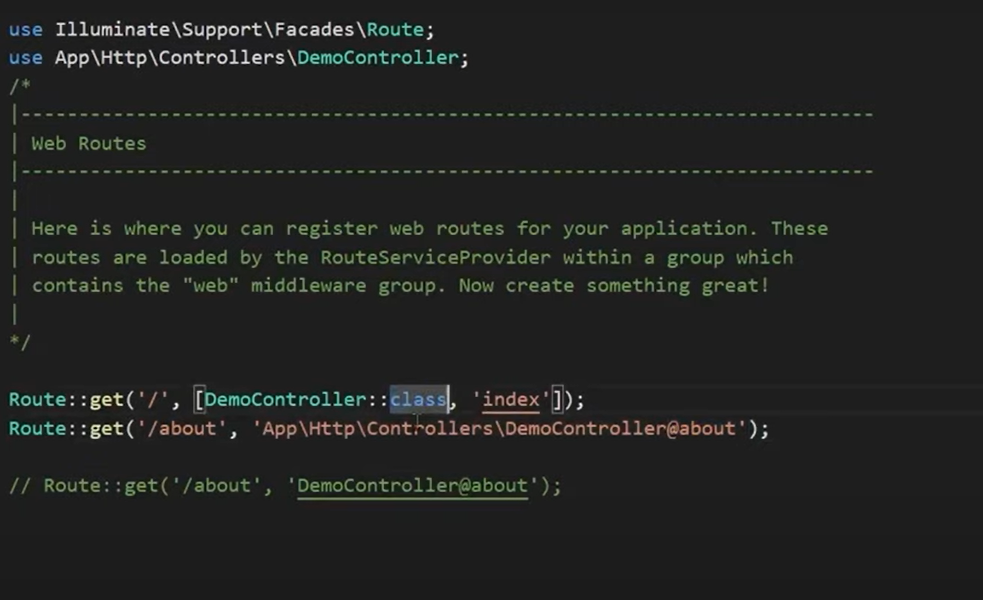 use Illuminate\Support\Facades\Route;
use App\Http\Controllers\DemoController;
/*
|--------------------------------------------------------------------------
| Web Routes
|--------------------------------------------------------------------------
|
| Here is where you can register web routes for your application. These
| routes are loaded by the RouteServiceProvider within a group which
| contains the "web" middleware group. Now create something great!
|
*/
Route::get('/', [DemoController::class, 'index']);
Route::get('/about', 'App\Http\Controllers\DemoController@about');
// Route::get('/about', 'DemoController@about');